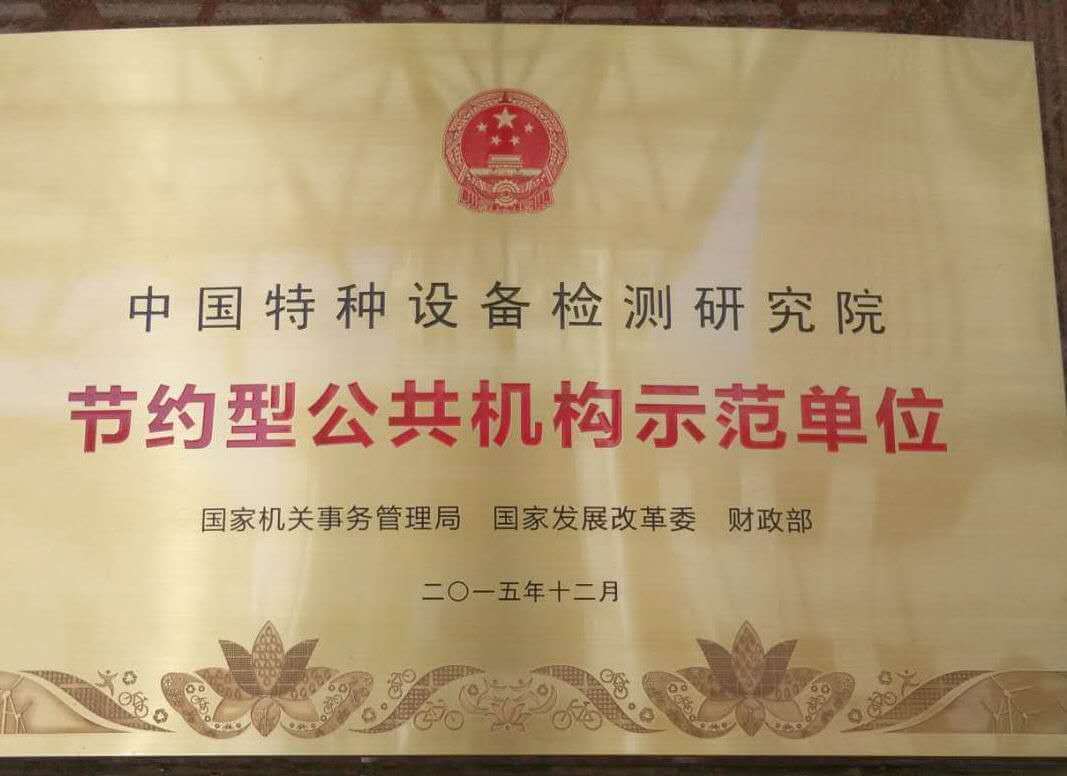 中国特种设备检测研究院
节约型公共机构示范单位
国家机关事务管理局 国家发展改革委 财政部
二〇一五年十二月